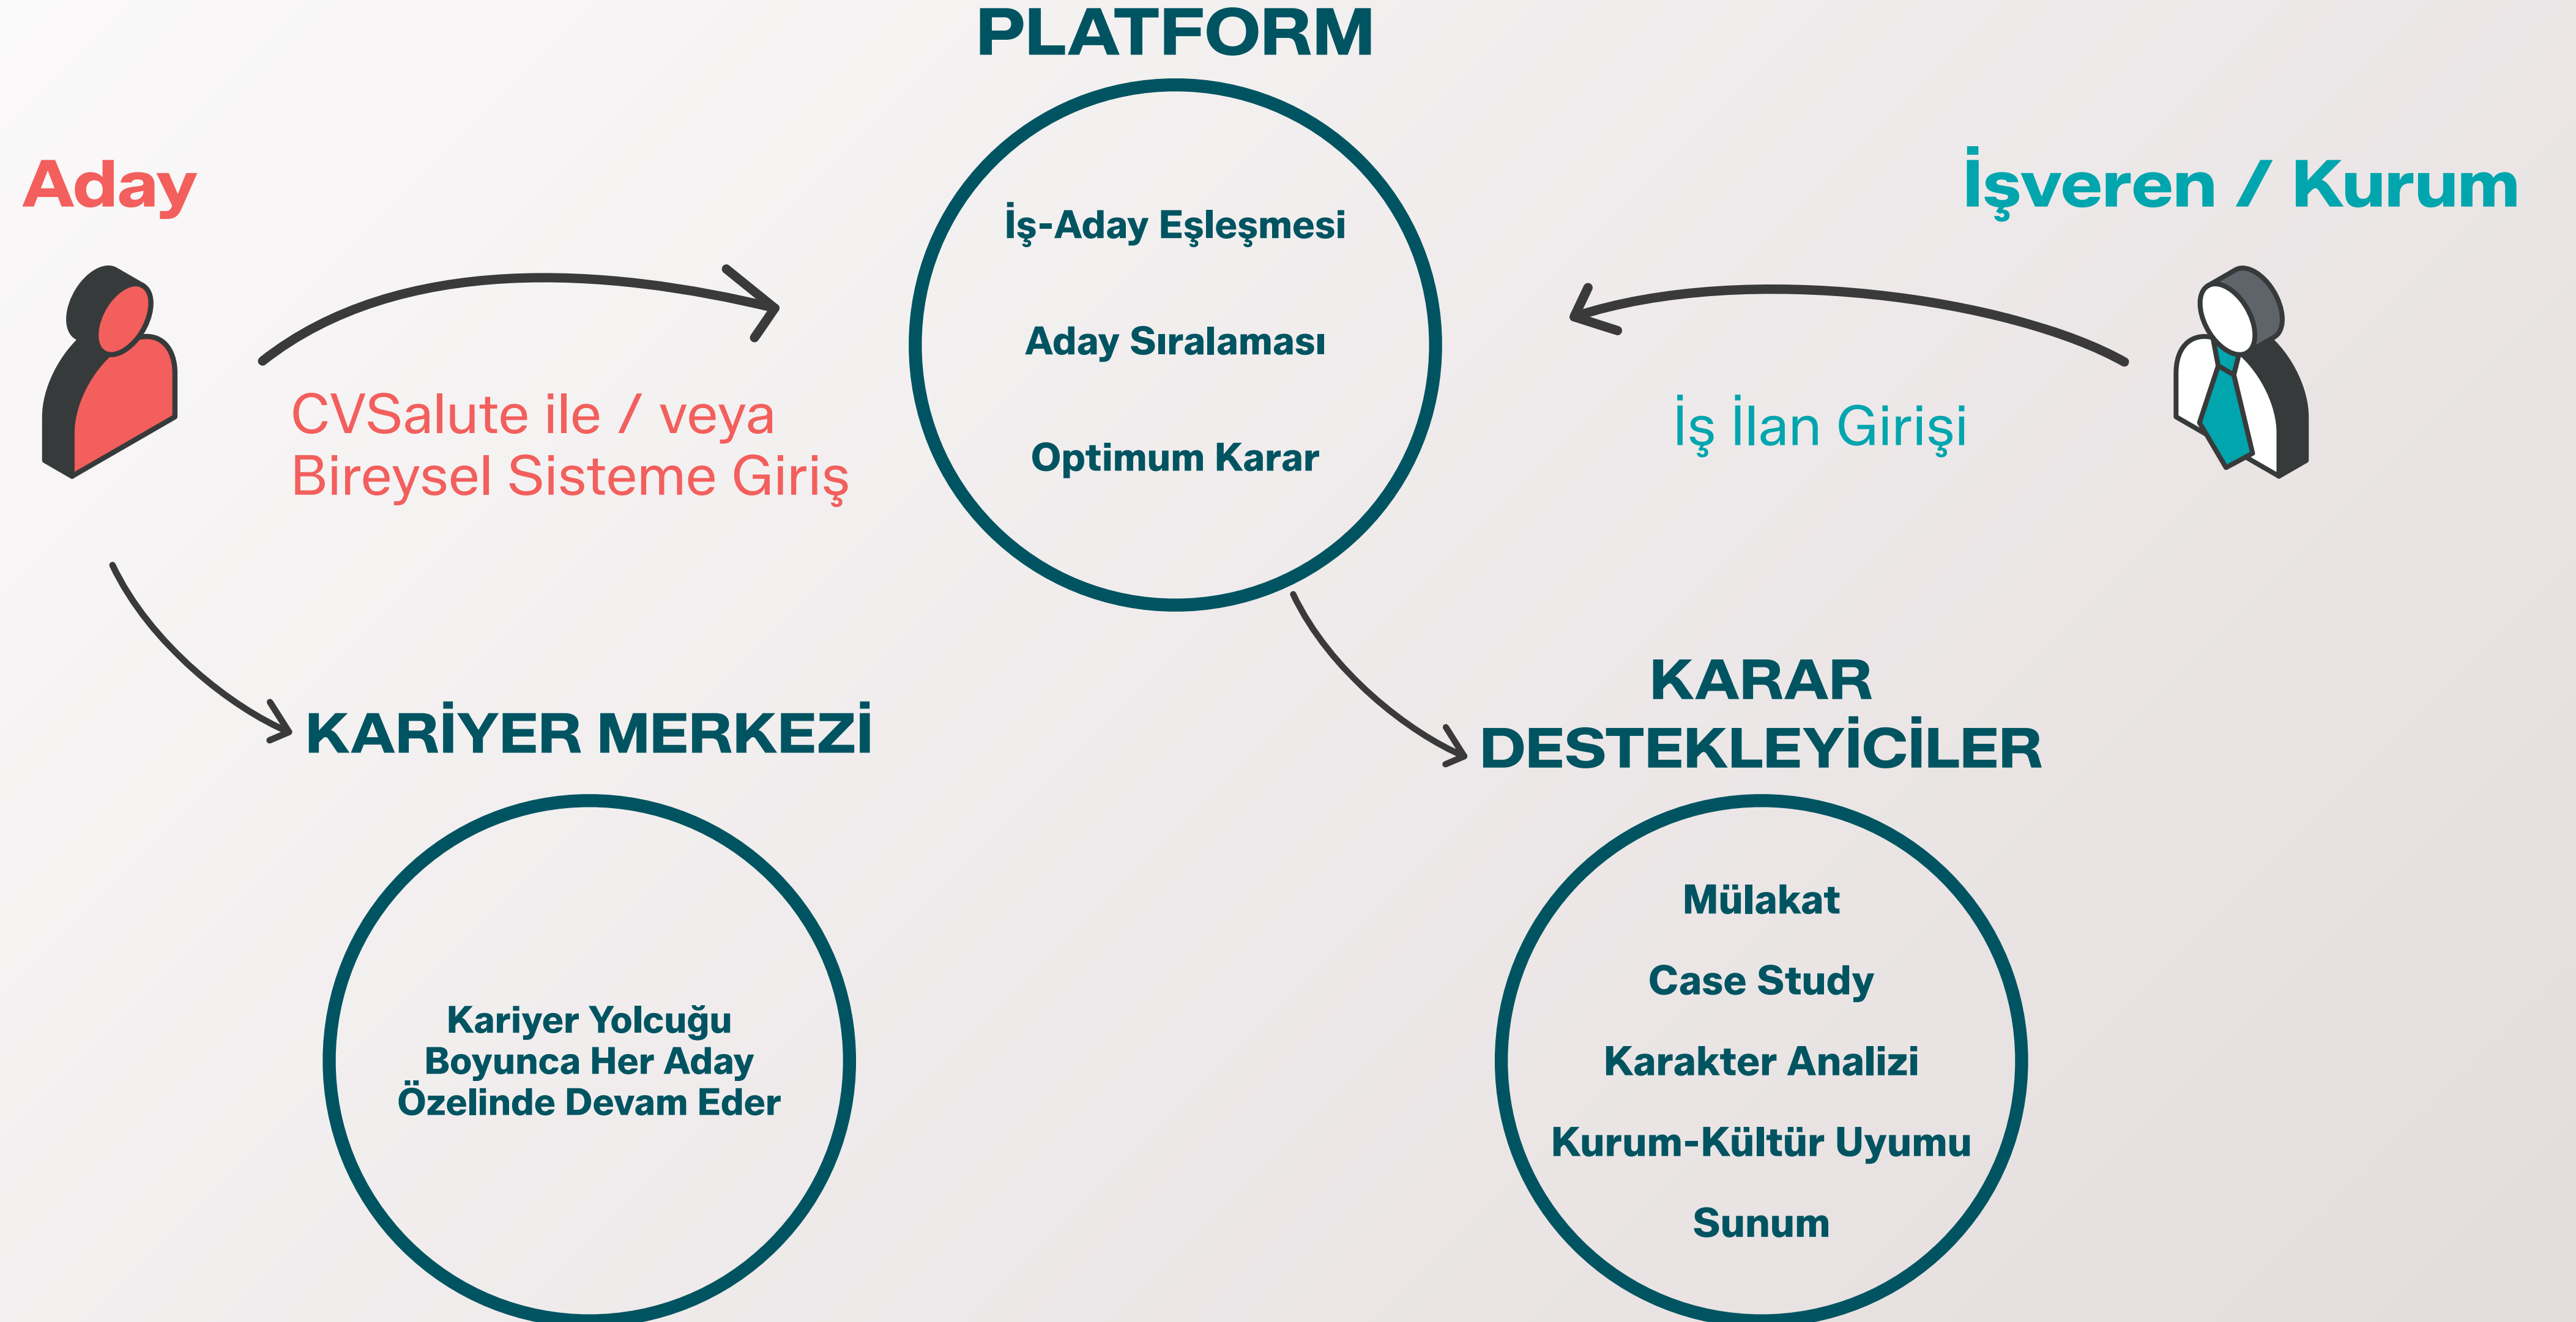 PLATFORM
Aday
İşveren / Kurum
İş-Aday Eşleşmesi
Aday Sıralaması
Optimum Karar
CVSalute ile / veya
Bireysel Sisteme Giriş
İş İlan Girişi
KARİYER MERKEZİ
Kariyer Yolcuğu
Boyunca Her Aday
Özelinde Devam Eder
KARAR
DESTEKLEYİCİLER
Mülakat
Case Study
Karakter Analizi
Kurum-Kültür Uyumu
Sunum